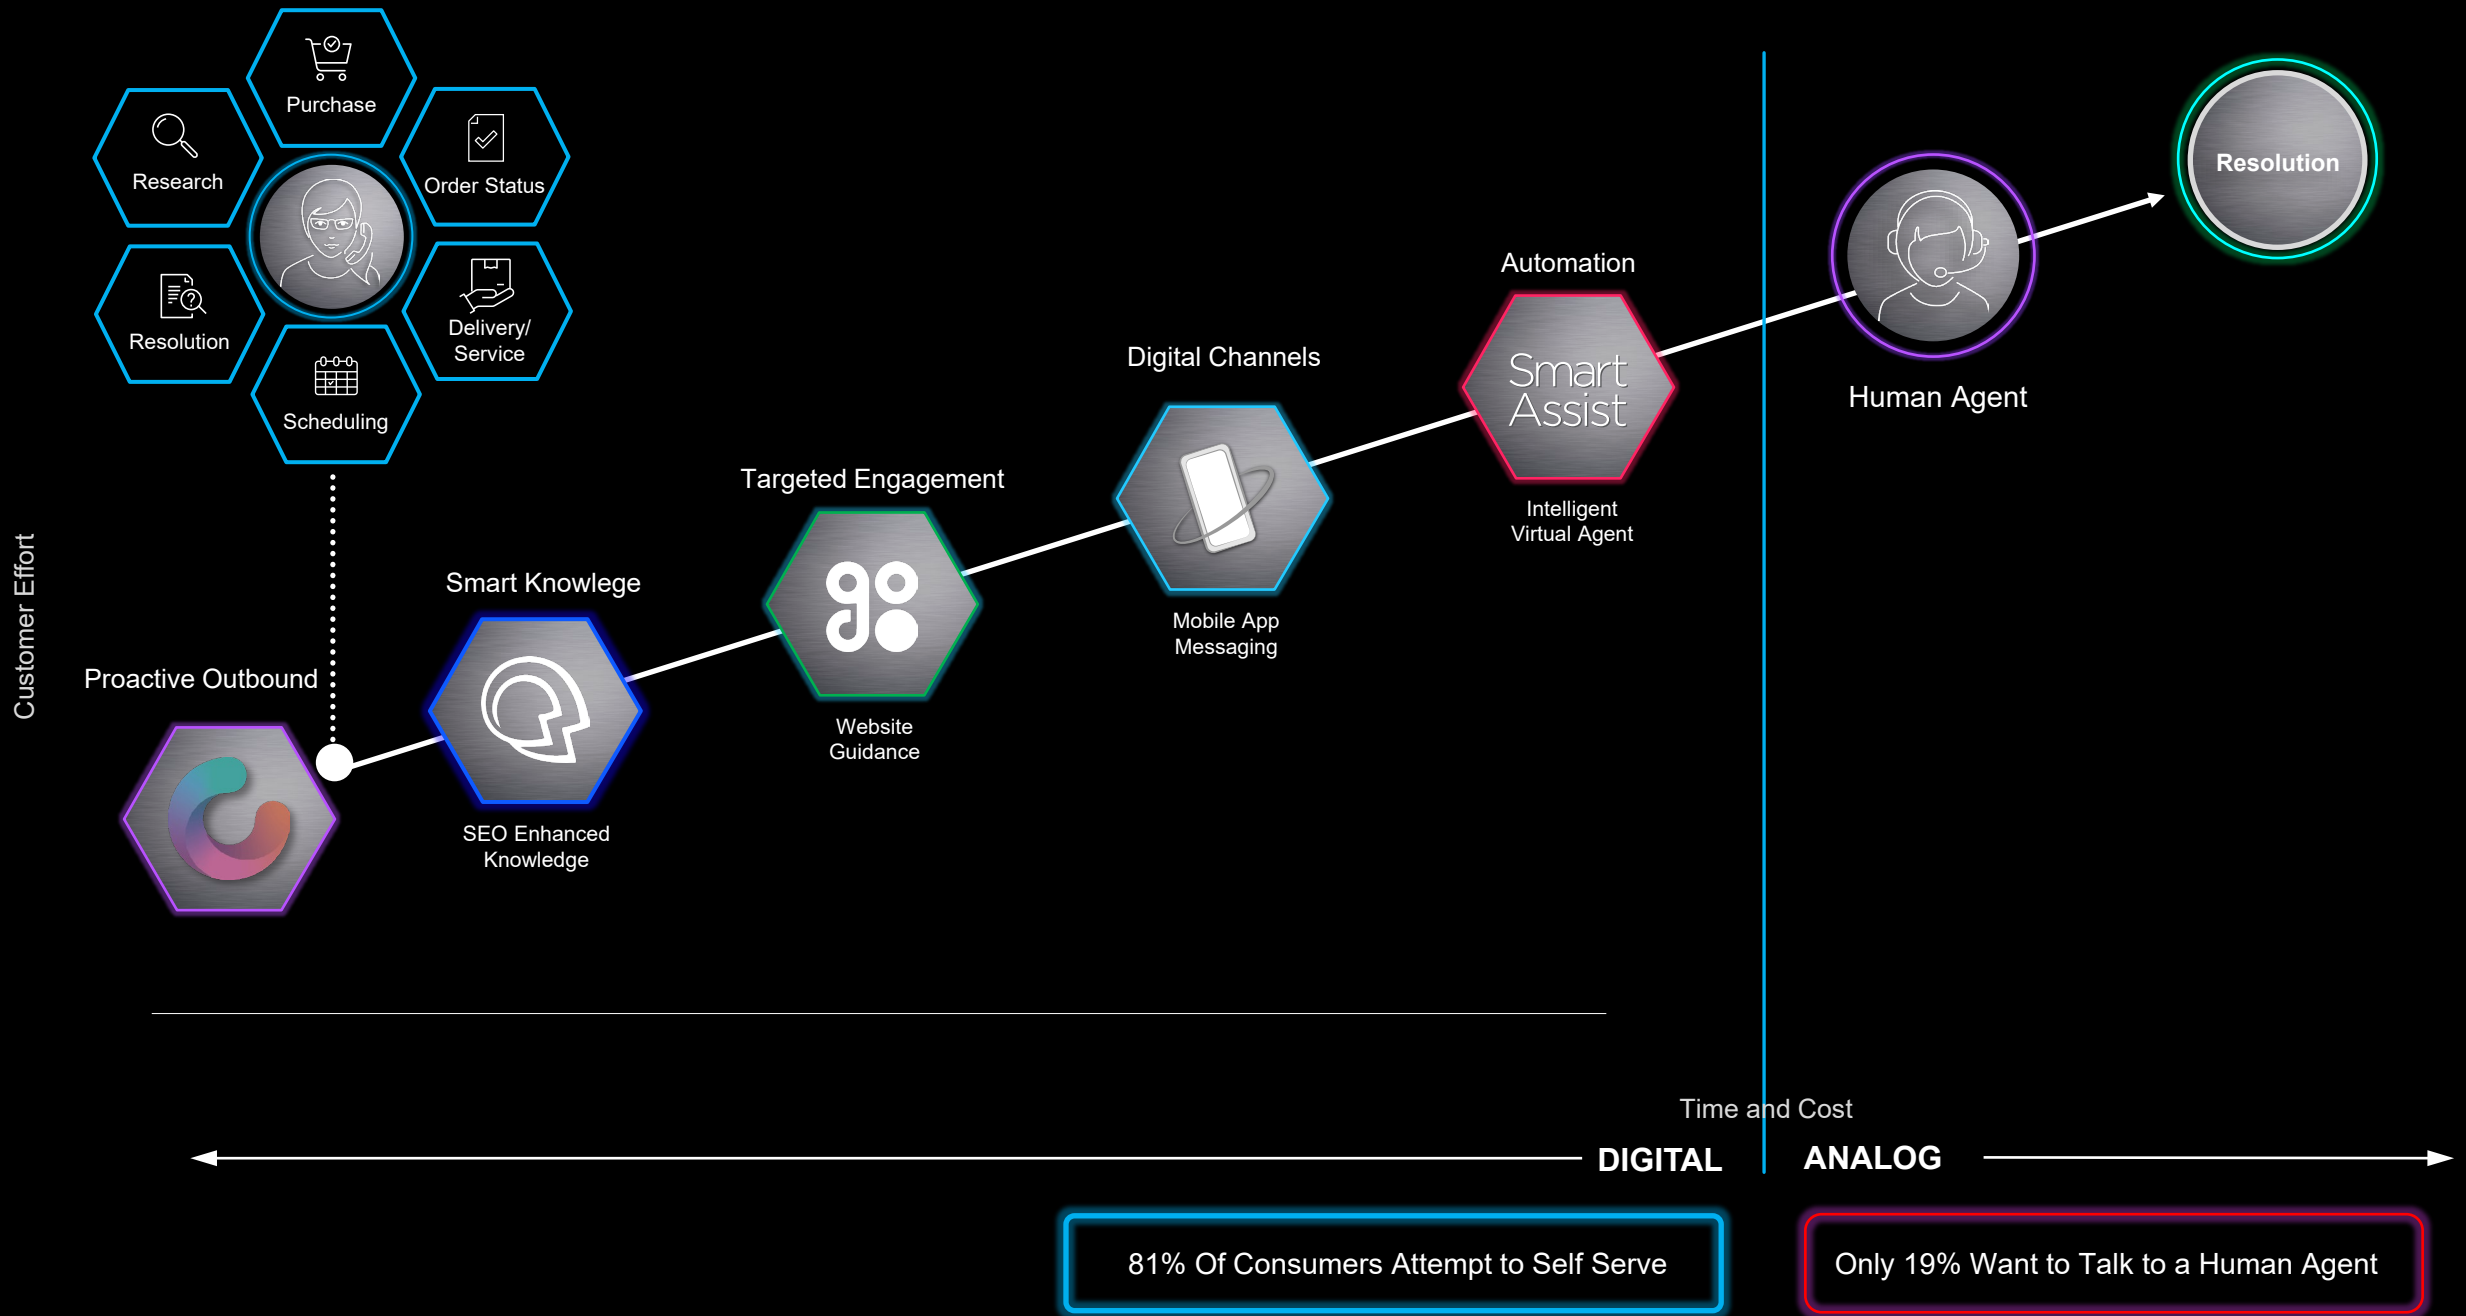 Purchase
Research
Order Status
Resolution
Delivery/
Service
Scheduling
Resolution
Human Agent
Automation
Smart
Assist
Intelligent
Virtual Agent
Digital Channels
Mobile App
Messaging
Targeted Engagement
Website
Guidance
Smart Knowlege
SEO Enhanced
Knowledge
Proactive Outbound
Customer Effort
Time and Cost
DIGITAL
ANALOG
81% Of Consumers Attempt to Self Serve
Only 19% Want to Talk to a Human Agent